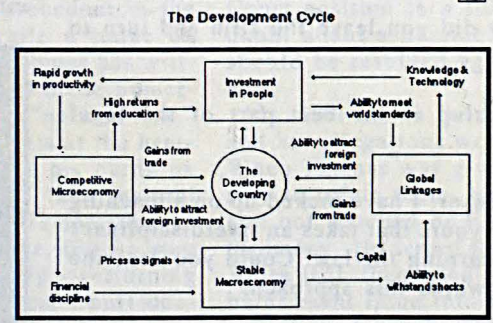 The Development Cycle
Rapid growth
in productivity
Investment
in People
Knowledge &
Technology
High returns
from education
Ability to meet
world standards
Gains from
trade
Ability to attract
foreign
investment
Competitive
Microeconomy
The
Developing
Country
Global
Linkages
Ability to attract
foreign investment
Gains
from trade
Prices as signals
Stable
Macroeconomy
Capital
Financial
discipline
Ability to
withstand shocks